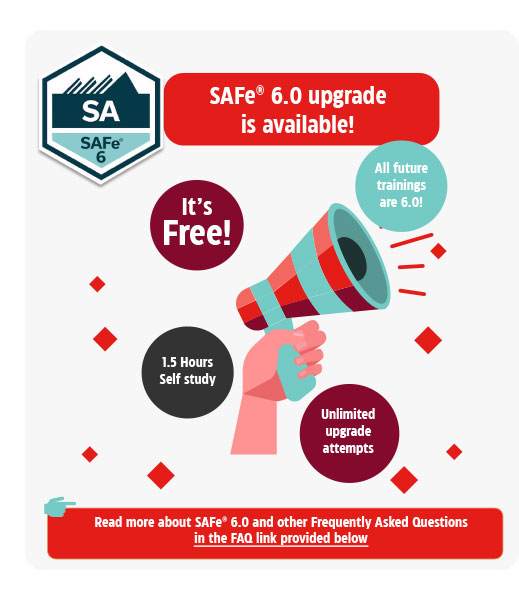 SA
SAFe®
6
SAFe® 6.0 upgrade
is available!
All future
trainings
are 6.0!
It's
Free!
1.5 Hours
Self study
Unlimited
upgrade
attempts
Read more about SAFe® 6.0 and other Frequently Asked Questions
in the FAQ link provided below